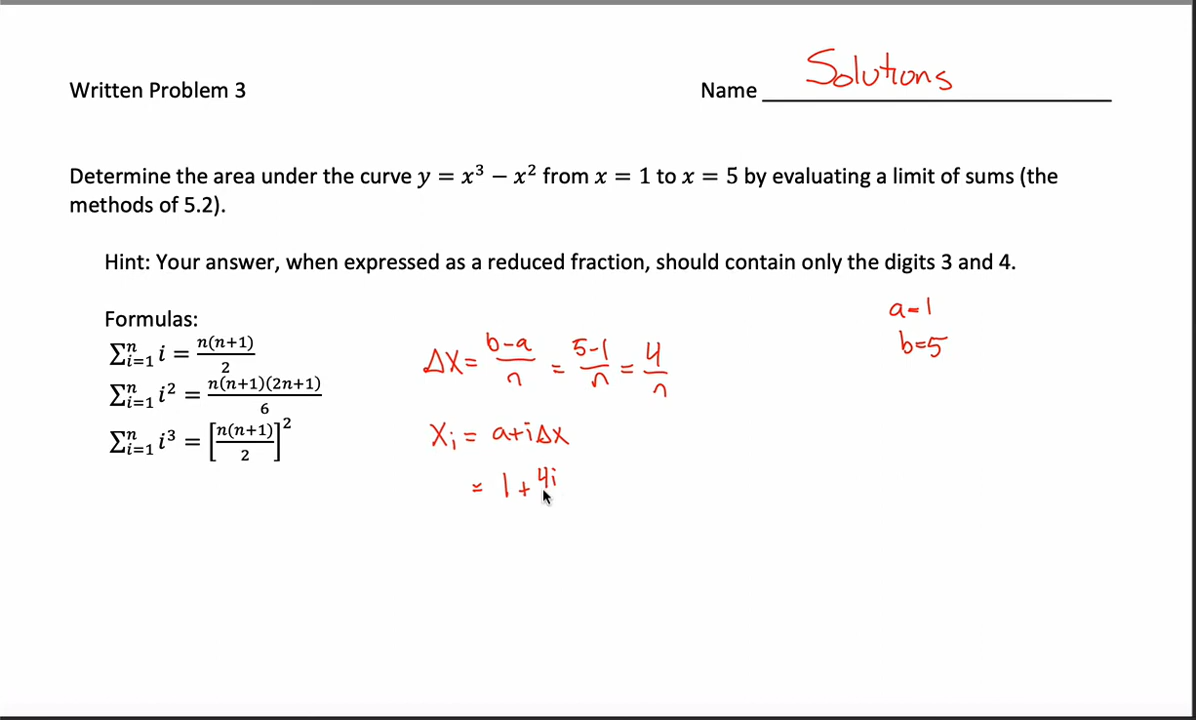 Written Problem 3
Name Solutions
Determine the area under the curve y = x³ − x² from x = 1 to x = 5 by evaluating a limit of sums (the
methods of 5.2).
Hint: Your answer, when expressed as a reduced fraction, should contain only the digits 3 and 4.
a=1
b=5
Formulas:
∑ⁿᵢ₌₁ i = n(n+1)/2
∑ⁿᵢ₌₁ i² = n(n+1)(2n+1)/6
∑ⁿᵢ₌₁ i³ = [n(n+1)/2]²
Δx = b-a/n = 5-1/n = 4/n
xᵢ = a+iΔx
= 1 + 4i